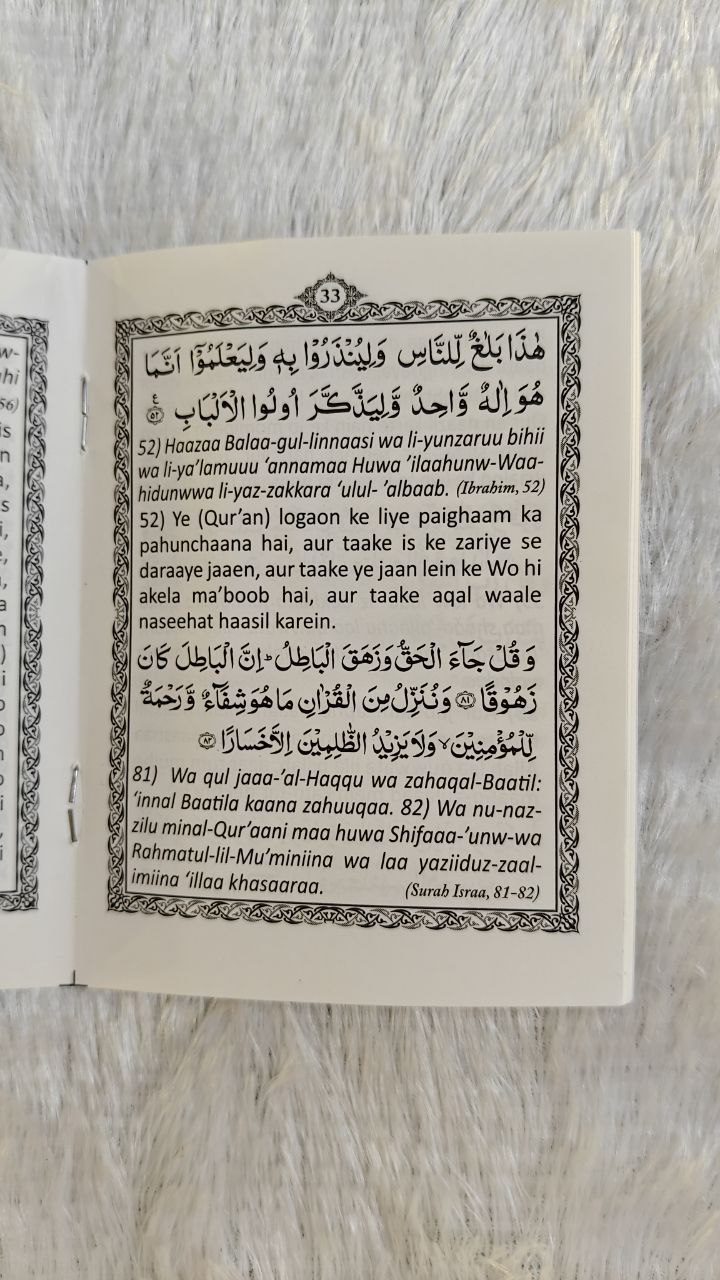 w-
hi
56)
is
n
a,
s
i,
e,
,
a
n
)
i
o
o
n
o
i
,
i
33
هٰذَا بَلٰغٌ لِّلنَّاسِ وَلِيُنْذَرُوْا بِهٖ وَلِيَعْلَمُوْٓا اَنَّمَا
هُوَ اِلٰهٌ وَّاحِدٌ وَّلِيَذَّكَّرَ اُولُوا الْاَلْبَابِ ﴿٥٢﴾
52) Haazaa Balaa-gul-linnaasi wa li-yunzaruu bihii
wa li-ya’lamuuu ‘annamaa Huwa ’ilaahunw-Waa-
hidunwwa li-yaz-zakkara ‘ulul- ’albaab. (Ibrahim, 52)
52) Ye (Qur’an) logaon ke liye paighaam ka
pahunchaana hai, aur taake is ke zariye se
daraaye jaaen, aur taake ye jaan lein ke Wo hi
akela ma’boob hai, aur taake aqal waale
naseehat haasil karein.
وَ قُلْ جَآءَ الْحَقُّ وَزَهَقَ الْبَاطِلُ ؕ اِنَّ الْبَاطِلَ كَانَ
زَهُوْقًا ﴿٨١﴾ وَنُنَزِّلُ مِنَ الْقُرْاٰنِ مَا هُوَ شِفَآءٌ وَّرَحْمَةٌ
لِّلْمُؤْمِنِيْنَ ۙ وَلَا يَزِيْدُ الظّٰلِمِيْنَ اِلَّا خَسَارًا ﴿٨٢﴾
81) Wa qul jaaa-’al-Haqqu wa zahaqal-Baatil:
‘innal Baatila kaana zahuuqaa. 82) Wa nu-naz-
zilu minal-Qur’aani maa huwa Shifaaa-’unw-wa
Rahmatul-lil-Mu’miniina wa laa yaziiduz-zaal-
imiina ‘illaa khasaaraa. (Surah Israa, 81-82)